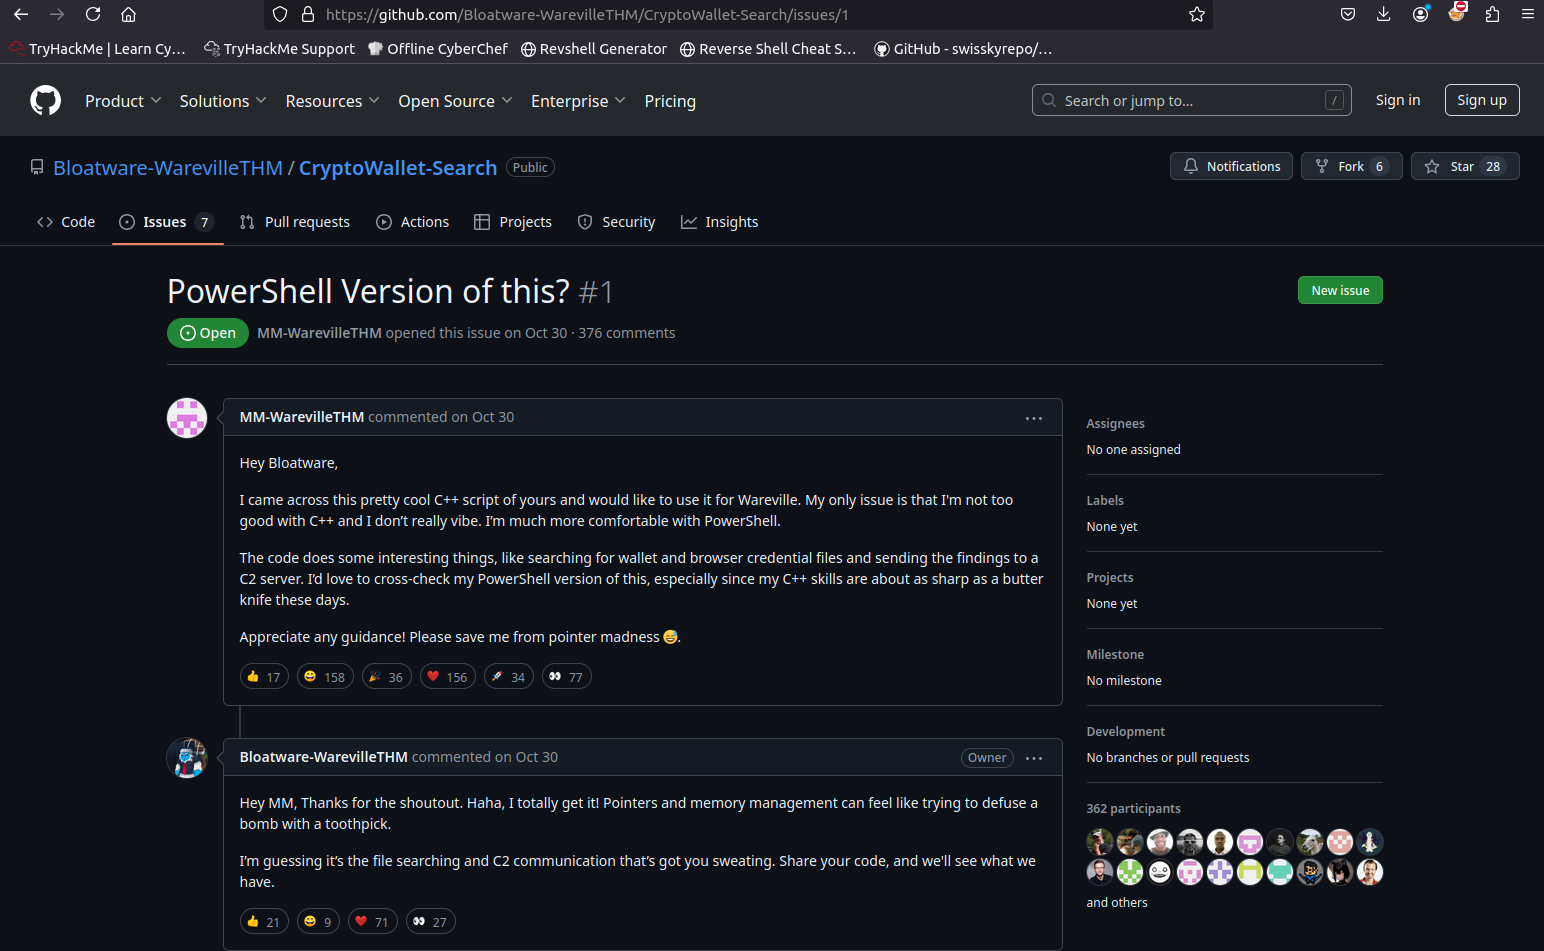 https://github.com/Bloatware-WarevilleTHM/CryptoWallet-Search/issues/1
TryHackMe | Learn Cy… TryHackMe Support Offline CyberChef Revshell Generator Reverse Shell Cheat S… GitHub - swisskyrepo/…
Product Solutions Resources Open Source Enterprise Pricing Search or jump to... / Sign in Sign up
Bloatware-WarevilleTHM / CryptoWallet-Search Public Notifications Fork 6 Star 28
Code Issues 7 Pull requests Actions Projects Security Insights
PowerShell Version of this? #1 New issue
Open MM-WarevilleTHM opened this issue on Oct 30 · 376 comments
MM-WarevilleTHM commented on Oct 30
Hey Bloatware,
I came across this pretty cool C++ script of yours and would like to use it for Wareville. My only issue is that I'm not too
good with C++ and I don’t really vibe. I’m much more comfortable with PowerShell.
The code does some interesting things, like searching for wallet and browser credential files and sending the findings to a
C2 server. I’d love to cross-check my PowerShell version of this, especially since my C++ skills are about as sharp as a butter
knife these days.
Appreciate any guidance! Please save me from pointer madness 😅.
👍 17 😄 158 🎉 36 ❤️ 156 🚀 34 👀 77
Bloatware-WarevilleTHM commented on Oct 30 Owner
Hey MM, Thanks for the shoutout. Haha, I totally get it! Pointers and memory management can feel like trying to defuse a
bomb with a toothpick.
I’m guessing it’s the file searching and C2 communication that’s got you sweating. Share your code, and we'll see what we
have.
👍 21 😄 9 ❤️ 71 👀 27
Assignees
No one assigned
Labels
None yet
Projects
None yet
Milestone
No milestone
Development
No branches or pull requests
362 participants
and others